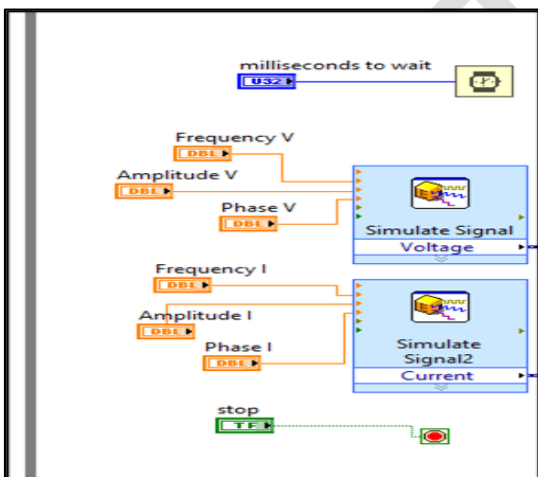 milliseconds to wait
U32
Frequency V
DBL
Amplitude V
DBL
Phase V
DBL
Simulate Signal
Voltage
Frequency I
DBL
Amplitude I
DBL
Phase I
DBL
Simulate
Signal2
Current
stop
TF